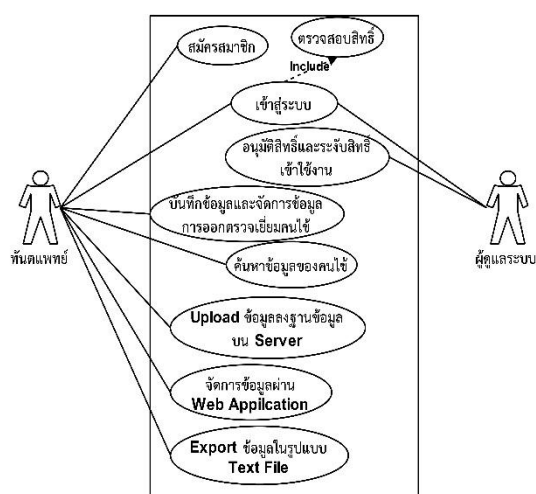 สมัครสมาชิก
ตรวจสอบสิทธิ์
Include
เข้าสู่ระบบ
อนุมัติสิทธิ์และระงับสิทธิ์
เข้าใช้งาน
บันทึกข้อมูลและจัดการข้อมูล
การออกตรวจเยี่ยมคนไข้
ทันตแพทย์
ผู้ดูแลระบบ
ค้นหาข้อมูลของคนไข้
Upload ข้อมูลลงฐานข้อมูล
บน Server
จัดการข้อมูลผ่าน
Web Appilcation
Export ข้อมูลในรูปแบบ
Text File